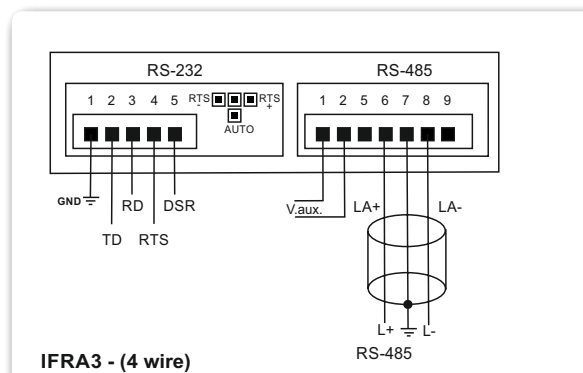 RS-232 RS-485
1 2 3 4 5 RTS - RTS + 1 2 5 6 7 8 9
AUTO
GND RD DSR V.aux. LA+ LA-
TD RTS
L+ L-
RS-485
IFRA3 - (4 wire)